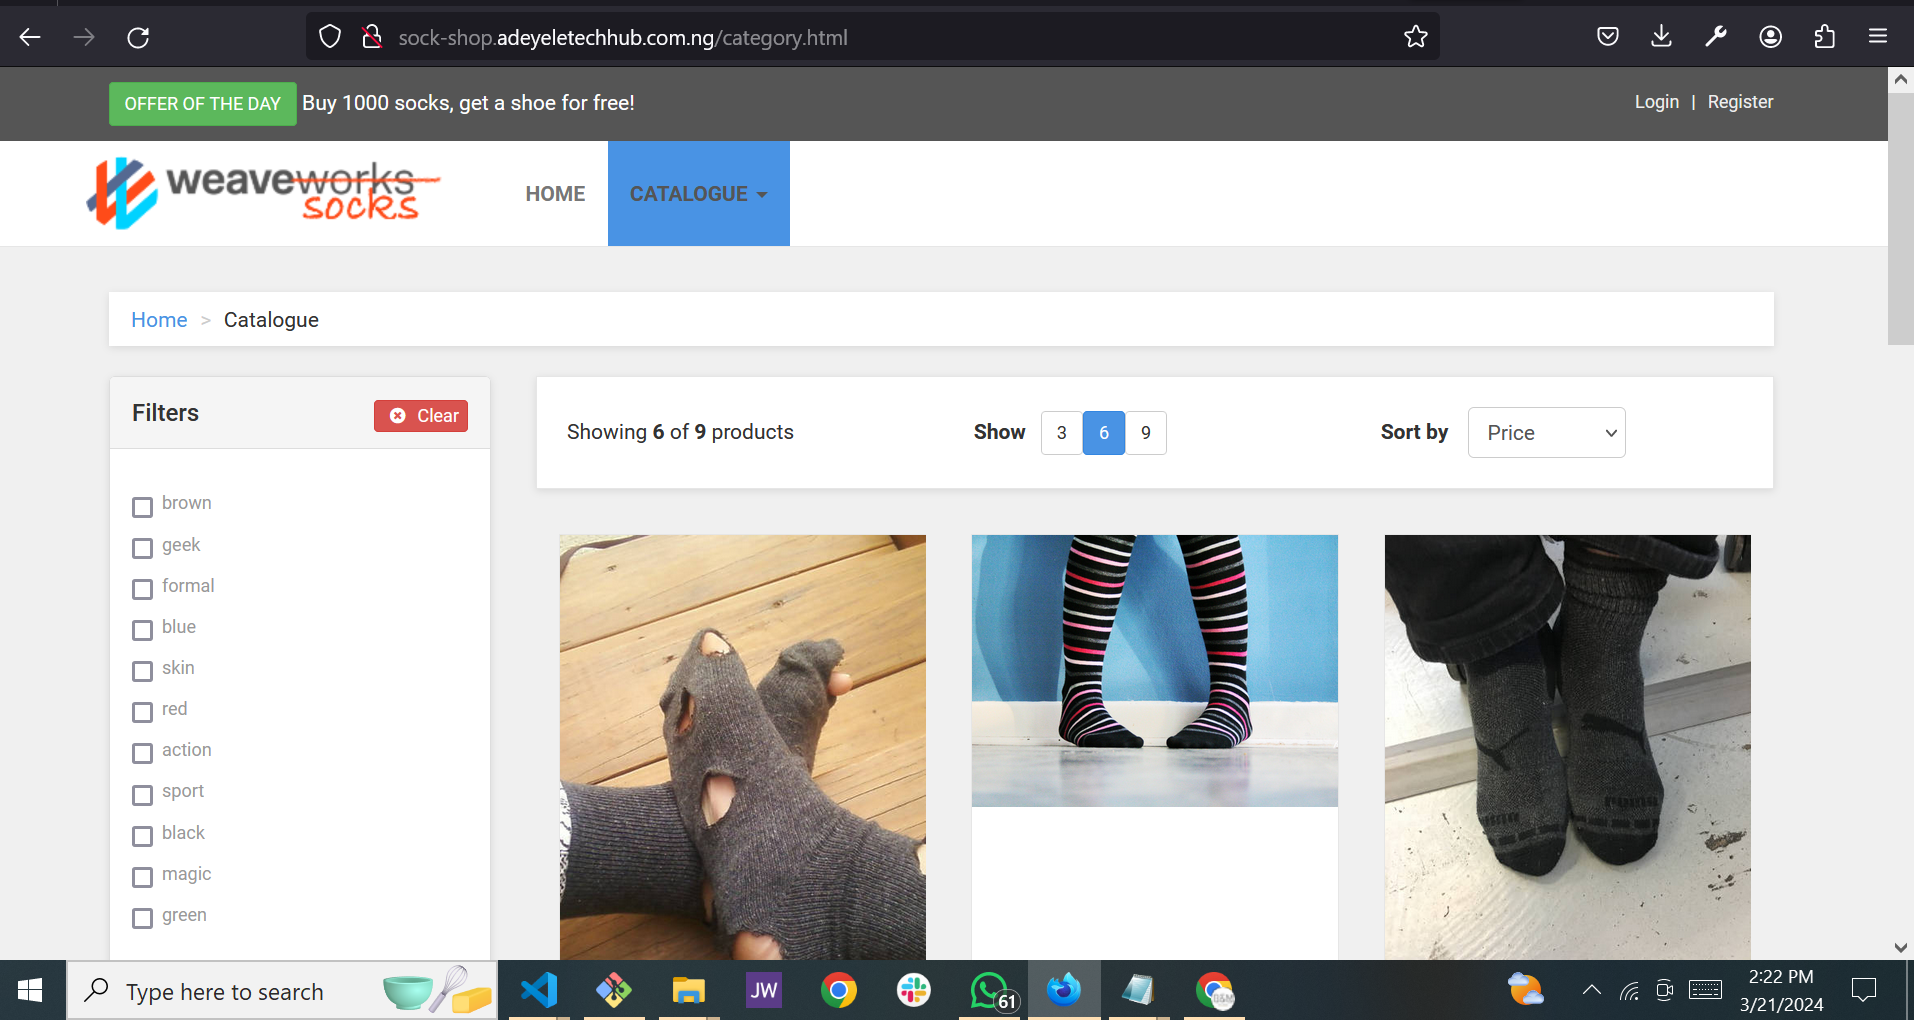 sock-shop.adeyeletechhub.com.ng/category.html
OFFER OF THE DAY Buy 1000 socks, get a shoe for free!
Login | Register
weaveworks
socks
HOME
CATALOGUE
Home > Catalogue
Filters
Clear
brown
geek
formal
blue
skin
red
action
sport
black
magic
green
Showing 6 of 9 products
Show 3 6 9
Sort by Price
Type here to search
JW
61
2:22 PM
3/21/2024